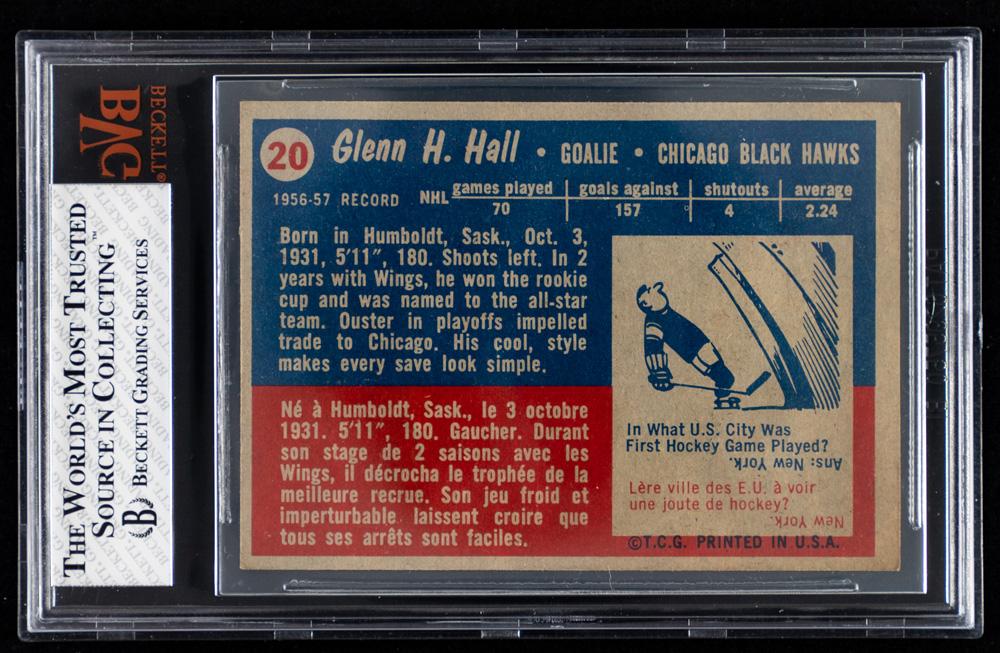 BECKETT®
BVG
THE WORLD'S MOST TRUSTED
SOURCE IN COLLECTING™
B BECKETT GRADING SERVICES
20 Glenn H. Hall • GOALIE • CHICAGO BLACK HAWKS
games played goals against shutouts average
1956-57 RECORD NHL 70 157 4 2.24
Born in Humboldt, Sask., Oct. 3,
1931, 5'11", 180. Shoots left. In 2
years with Wings, he won the rookie
cup and was named to the all-star
team. Ouster in playoffs impelled
trade to Chicago. His cool, style
makes every save look simple.
Né à Humboldt, Sask., le 3 octobre
1931. 5'11", 180. Gaucher. Durant
son stage de 2 saisons avec les
Wings, il décrocha le trophée de la
meilleure recrue. Son jeu froid et
imperturbable laissent croire que
tous ses arrêts sont faciles.
In What U.S. City Was
First Hockey Game Played?
Ans: New York.
Lère ville des E.U. à voir
une joute de hockey?
New York.
©T.C.G. PRINTED IN U.S.A.